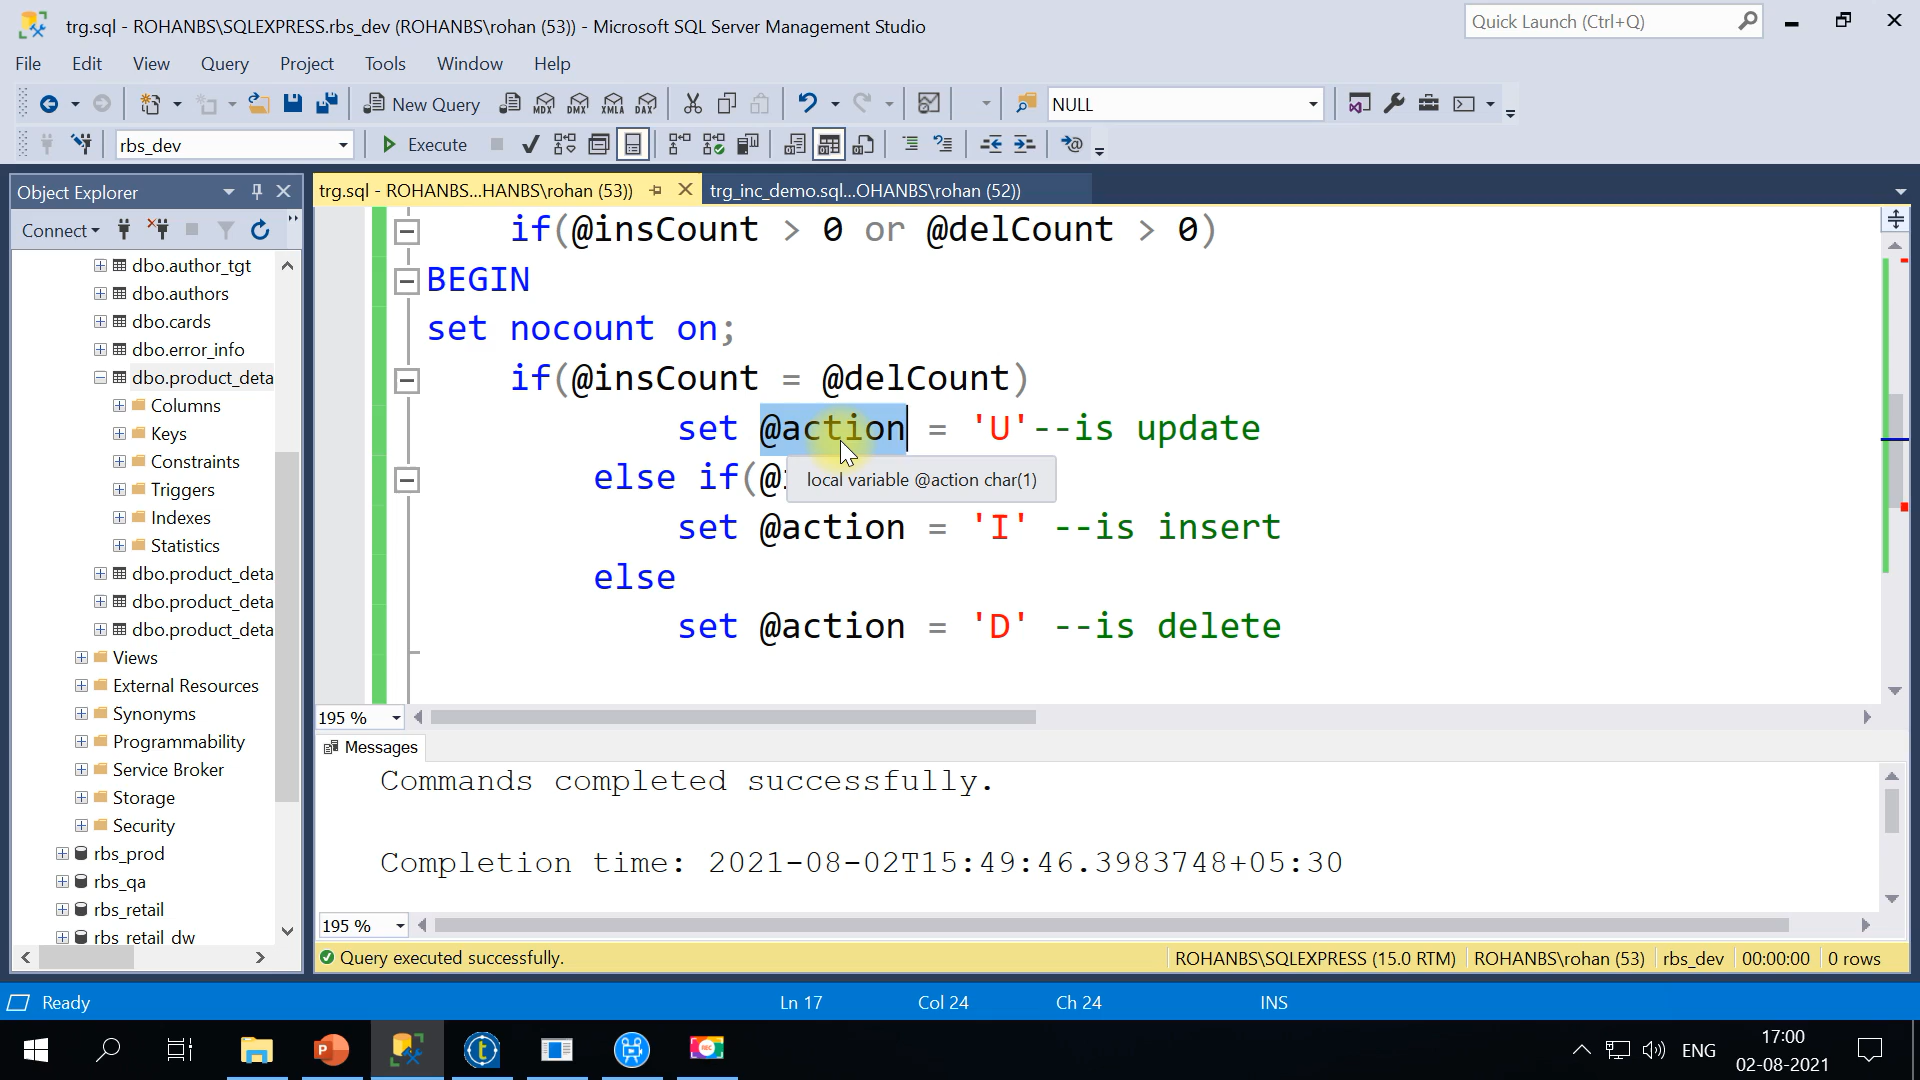 trg.sql - ROHANBS\SQLEXPRESS.rbs_dev (ROHANBS\rohan (53)) - Microsoft SQL Server Management Studio
Quick Launch (Ctrl+Q)
File Edit View Query Project Tools Window Help
New Query
MDX DMX XMLA DAX
NULL
rbs_dev
Execute
Object Explorer
trg.sql - ROHANBS...HANBS\rohan (53))
trg_inc_demo.sql...OHANBS\rohan (52))
Connect
dbo.author_tgt
dbo.authors
dbo.cards
dbo.error_info
dbo.product_deta
Columns
Keys
Constraints
Triggers
Indexes
Statistics
dbo.product_deta
dbo.product_deta
dbo.product_deta
Views
External Resources
Synonyms
Programmability
Service Broker
Storage
Security
rbs_prod
rbs_qa
rbs_retail
rbs_retail_dw
if(@insCount > 0 or @delCount > 0)
BEGIN
set nocount on;
if(@insCount = @delCount)
set @action = 'U'--is update
else if(@
local variable @action char(1)
set @action = 'I' --is insert
else
set @action = 'D' --is delete
195 %
Messages
Commands completed successfully.
Completion time: 2021-08-02T15:49:46.3983748+05:30
195 %
Query executed successfully.
ROHANBS\SQLEXPRESS (15.0 RTM) ROHANBS\rohan (53) rbs_dev 00:00:00 0 rows
Ready
Ln 17
Col 24
Ch 24
INS
ENG
17:00
02-08-2021